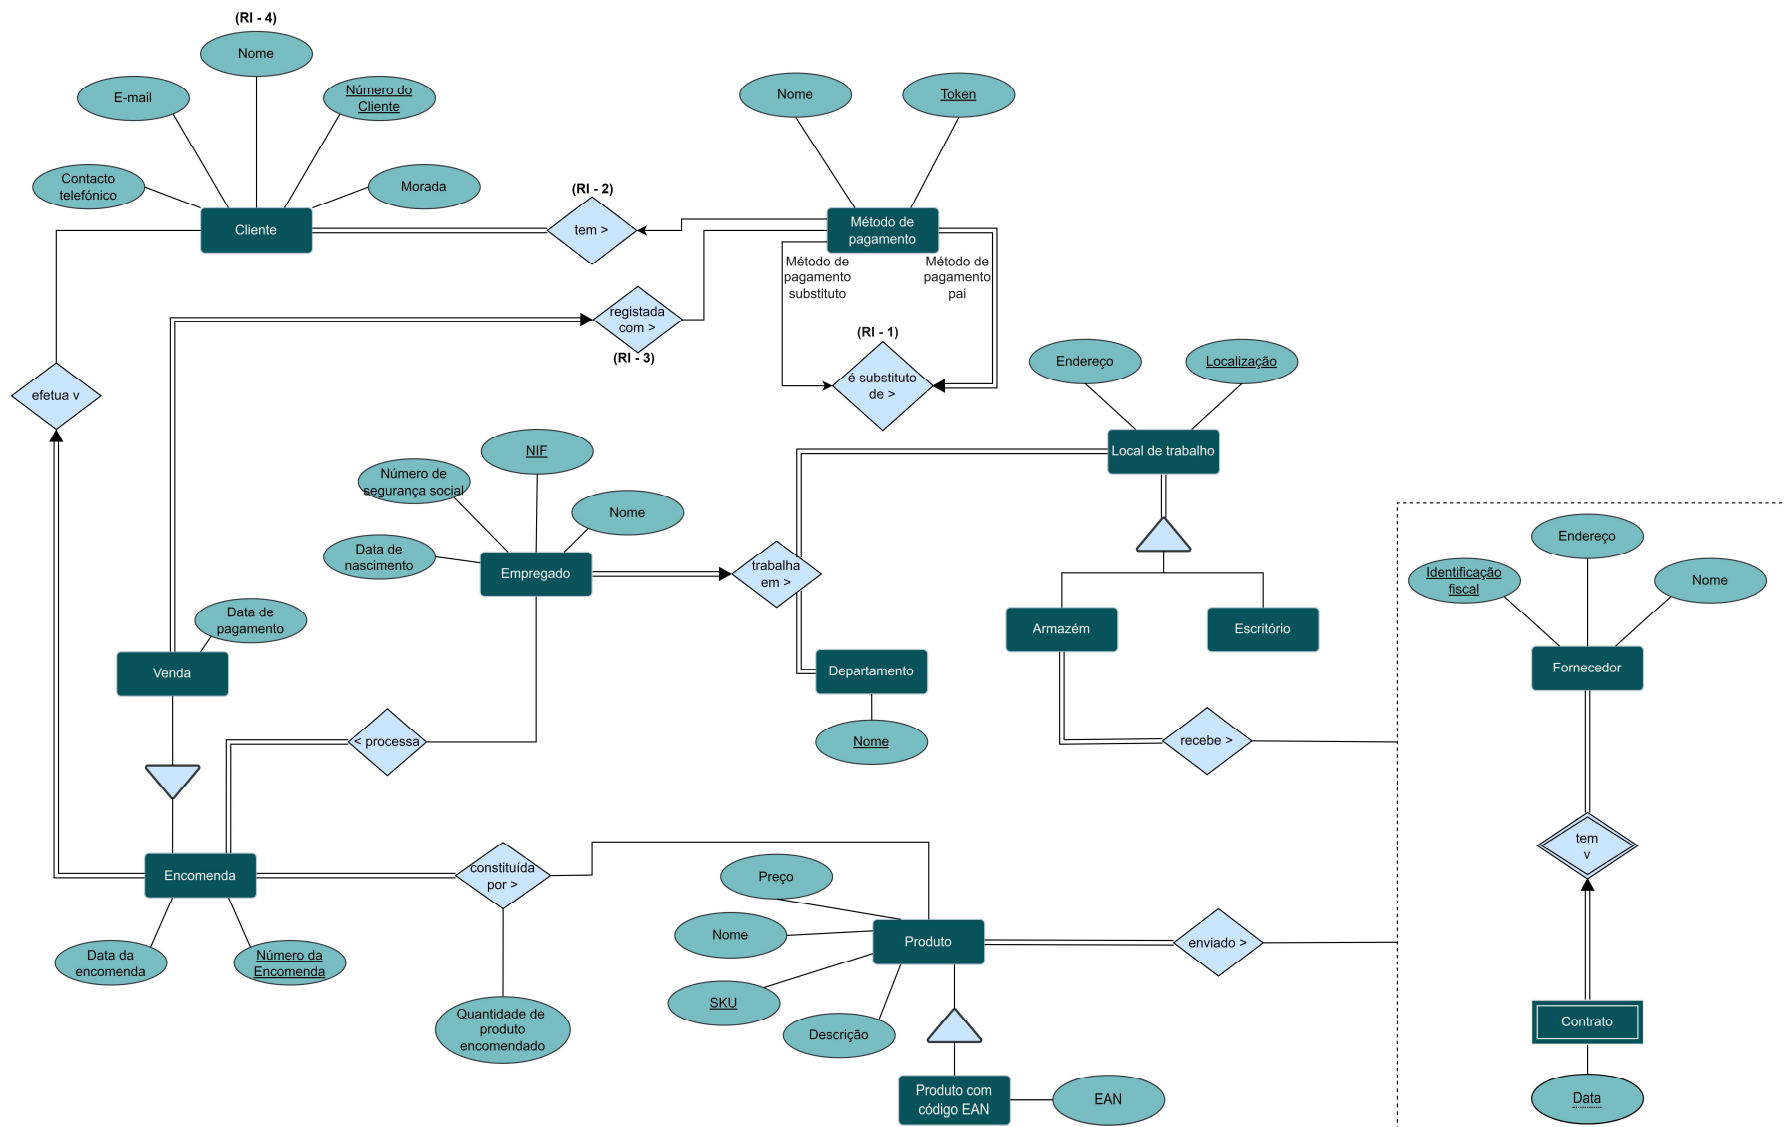 (RI - 4)
Nome
E-mail
Número do
Cliente
Contacto
telefónico
Morada
Cliente
Nome
Token
(RI - 2)
tem >
Método de
pagamento
Método de
pagamento
substituto
Método de
pagamento
pai
registada
com >
(RI - 3)
(RI - 1)
é substituto
de >
efetua v
Endereço
Localização
Local de trabalho
NIF
Número de
segurança social
Nome
Data de
nascimento
Empregado
trabalha
em >
Data de
pagamento
Venda
Armazém
Escritório
Departamento
Nome
< processa
recebe >
Endereço
Identificação
fiscal
Nome
Fornecedor
tem
v
Contrato
Data
Encomenda
constituída
por >
Data da
encomenda
Número da
Encomenda
Quantidade de
produto
encomendado
Preço
Nome
SKU
Descrição
Produto
enviado >
Produto com
código EAN
EAN